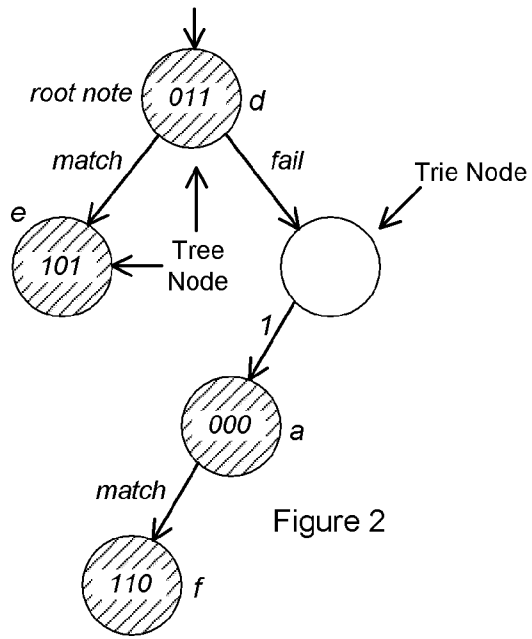 root note
011
d
match
fail
Trie Node
e
101
Tree
Node
1
000
a
match
Figure 2
110
f